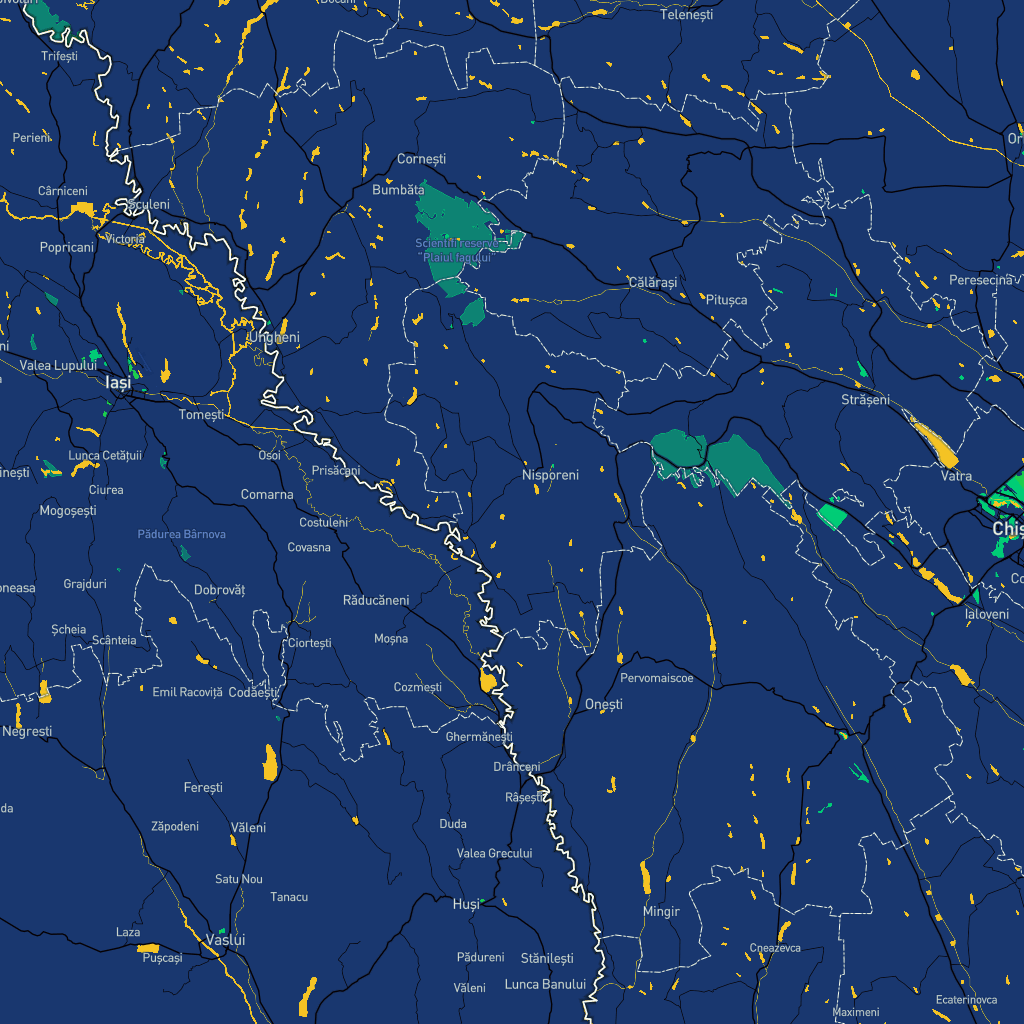 Telenești
Trifești
Perieni
Cornești
Bumbăta
Cârniceni
Sculeni
Victoria
Popricani
Scientifi reserve
"Plaiul fagului"
Călărași
Pitușca
Peresecina
Ungheni
Valea Lupului
Iași
Tomești
Strășeni
Lunca Cetățuii
Osoi
Prisăcani
Nisporeni
Vatra
Ciurea
Comarna
Mogoșești
Costuleni
Pădurea Bârnova
Covasna
Grajduri
Dobrovăț
Răducăneni
Ialoveni
Șcheia
Scânteia
Ciortești
Moșna
Emil Racoviță
Codăești
Cozmești
Pervomaiscoe
Onești
Negresti
Ghermănești
Drânceni
Ferești
Râșești
Zăpodeni
Văleni
Duda
Valea Grecului
Satu Nou
Tanacu
Huși
Mingir
Laza
Vaslui
Pușcași
Cneazevca
Pădureni
Stănilești
Văleni
Lunca Banului
Ecaterinovca
Maximeni